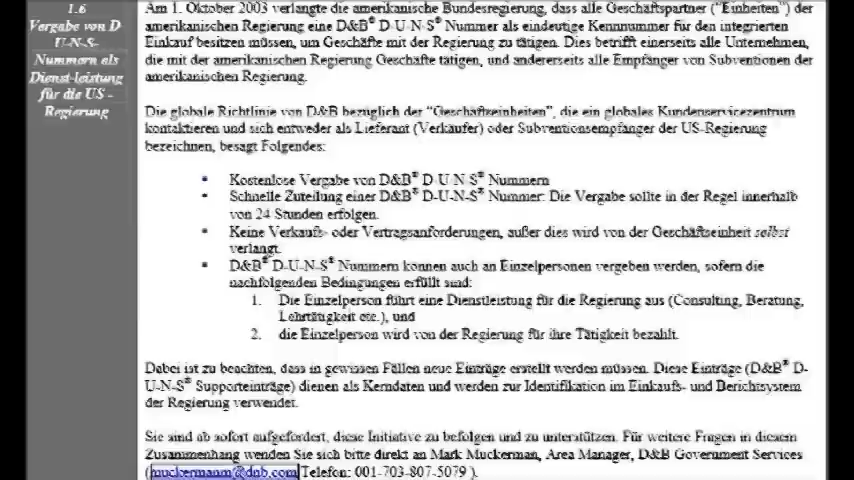 1.6
Vergabe von D
U-N-S-
Nummern als
Dienst-leistung
für die US -
Regierung
Am 1. Oktober 2003 verlangte die amerikanische Bundesregierung, dass alle Geschäftspartner ("Einheiten") der
amerikanischen Regierung eine D&B® D-U-N-S® Nummer als eindeutige Kennnummer für den integrierten
Einkauf besitzen müssen, um Geschäfte mit der Regierung zu tätigen. Dies betrifft einerseits alle Unternehmen,
die mit der amerikanischen Regierung Geschäfte tätigen, und andererseits alle Empfänger von Subventionen der
amerikanischen Regierung.
Die globale Richtlinie von D&B bezüglich der "Geschäftseinheiten", die ein globales Kundenservicezentrum
kontaktieren und sich entweder als Lieferant (Verkäufer) oder Subventionsempfänger der US-Regierung
bezeichnen, besagt Folgendes:
• Kostenlose Vergabe von D&B® D-U-N-S® Nummern
• Schnelle Zuteilung einer D&B® D-U-N-S® Nummer: Die Vergabe sollte in der Regel innerhalb
von 24 Stunden erfolgen.
• Keine Verkaufs- oder Vertragsanforderungen, außer dies wird von der Geschäftseinheit selbst
verlangt.
• D&B® D-U-N-S® Nummern können auch an Einzelpersonen vergeben werden, sofern die
nachfolgenden Bedingungen erfüllt sind:
1. Die Einzelperson führt eine Dienstleistung für die Regierung aus (Consulting, Beratung,
Lehrtätigkeit etc.), und
2. die Einzelperson wird von der Regierung für ihre Tätigkeit bezahlt.
Dabei ist zu beachten, dass in gewissen Fällen neue Einträge erstellt werden müssen. Diese Einträge (D&B® D-
U-N-S® Supporteinträge) dienen als Kerndaten und werden zur Identifikation im Einkaufs- und Berichtsystem
der Regierung verwendet.
Sie sind ab sofort aufgefordert, diese Initiative zu befolgen und zu unterstützen. Für weitere Fragen in diesem
Zusammenhang wenden Sie sich bitte direkt an Mark Muckerman, Area Manager, D&B Government Services
(muckermanm@dnb.com Telefon: 001-703-807-5079 ).